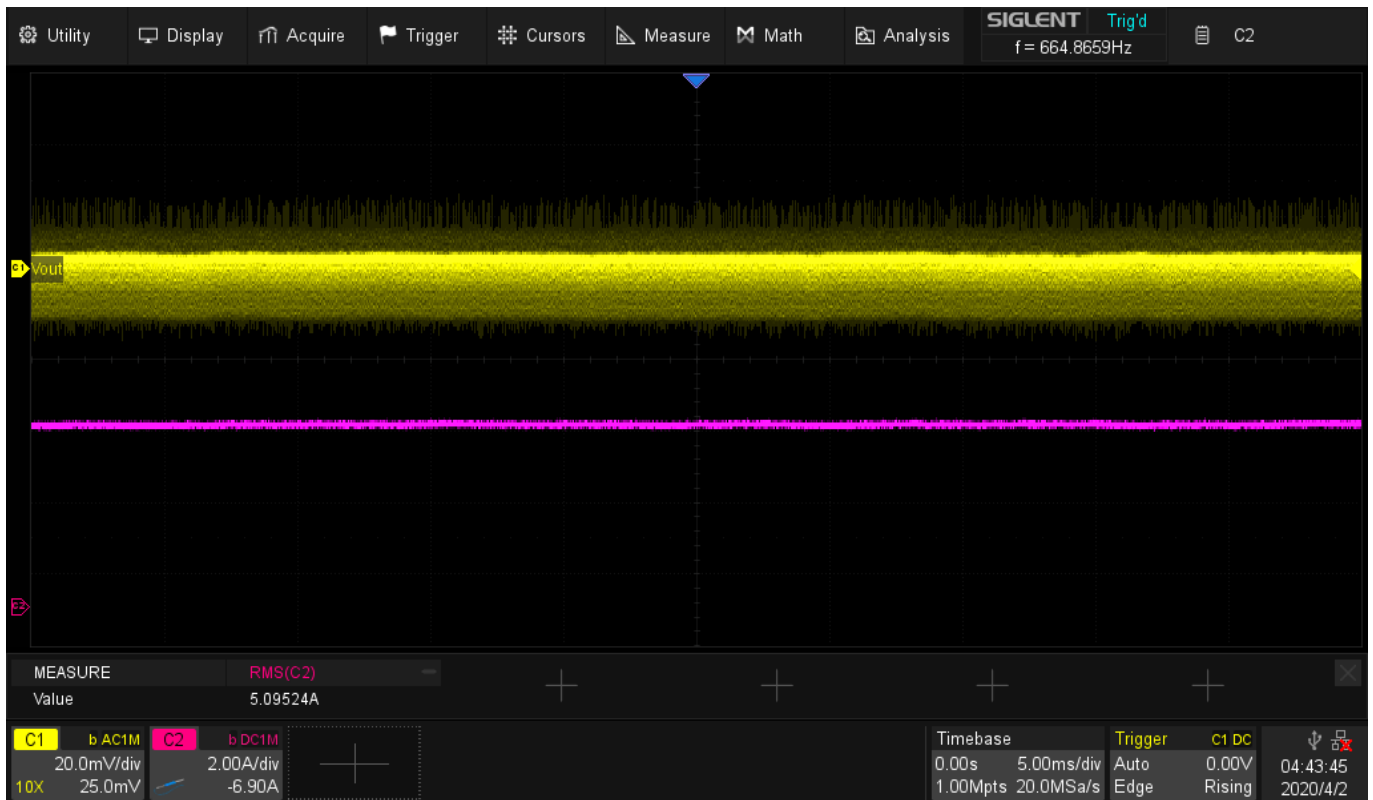 Utility Display Acquire Trigger Cursors Measure Math Analysis SIGLENT Trig'd C2
f = 664.8659Hz
C1 Vout
C2
MEASURE RMS(C2)
Value 5.09524A
C1 b AC1M C2 b DC1M Timebase Trigger C1 DC
20.0mV/div 2.00A/div 0.00s 5.00ms/div Auto 0.00V 04:43:45
10X 25.0mV -6.90A 1.00Mpts 20.0MSa/s Edge Rising 2020/4/2